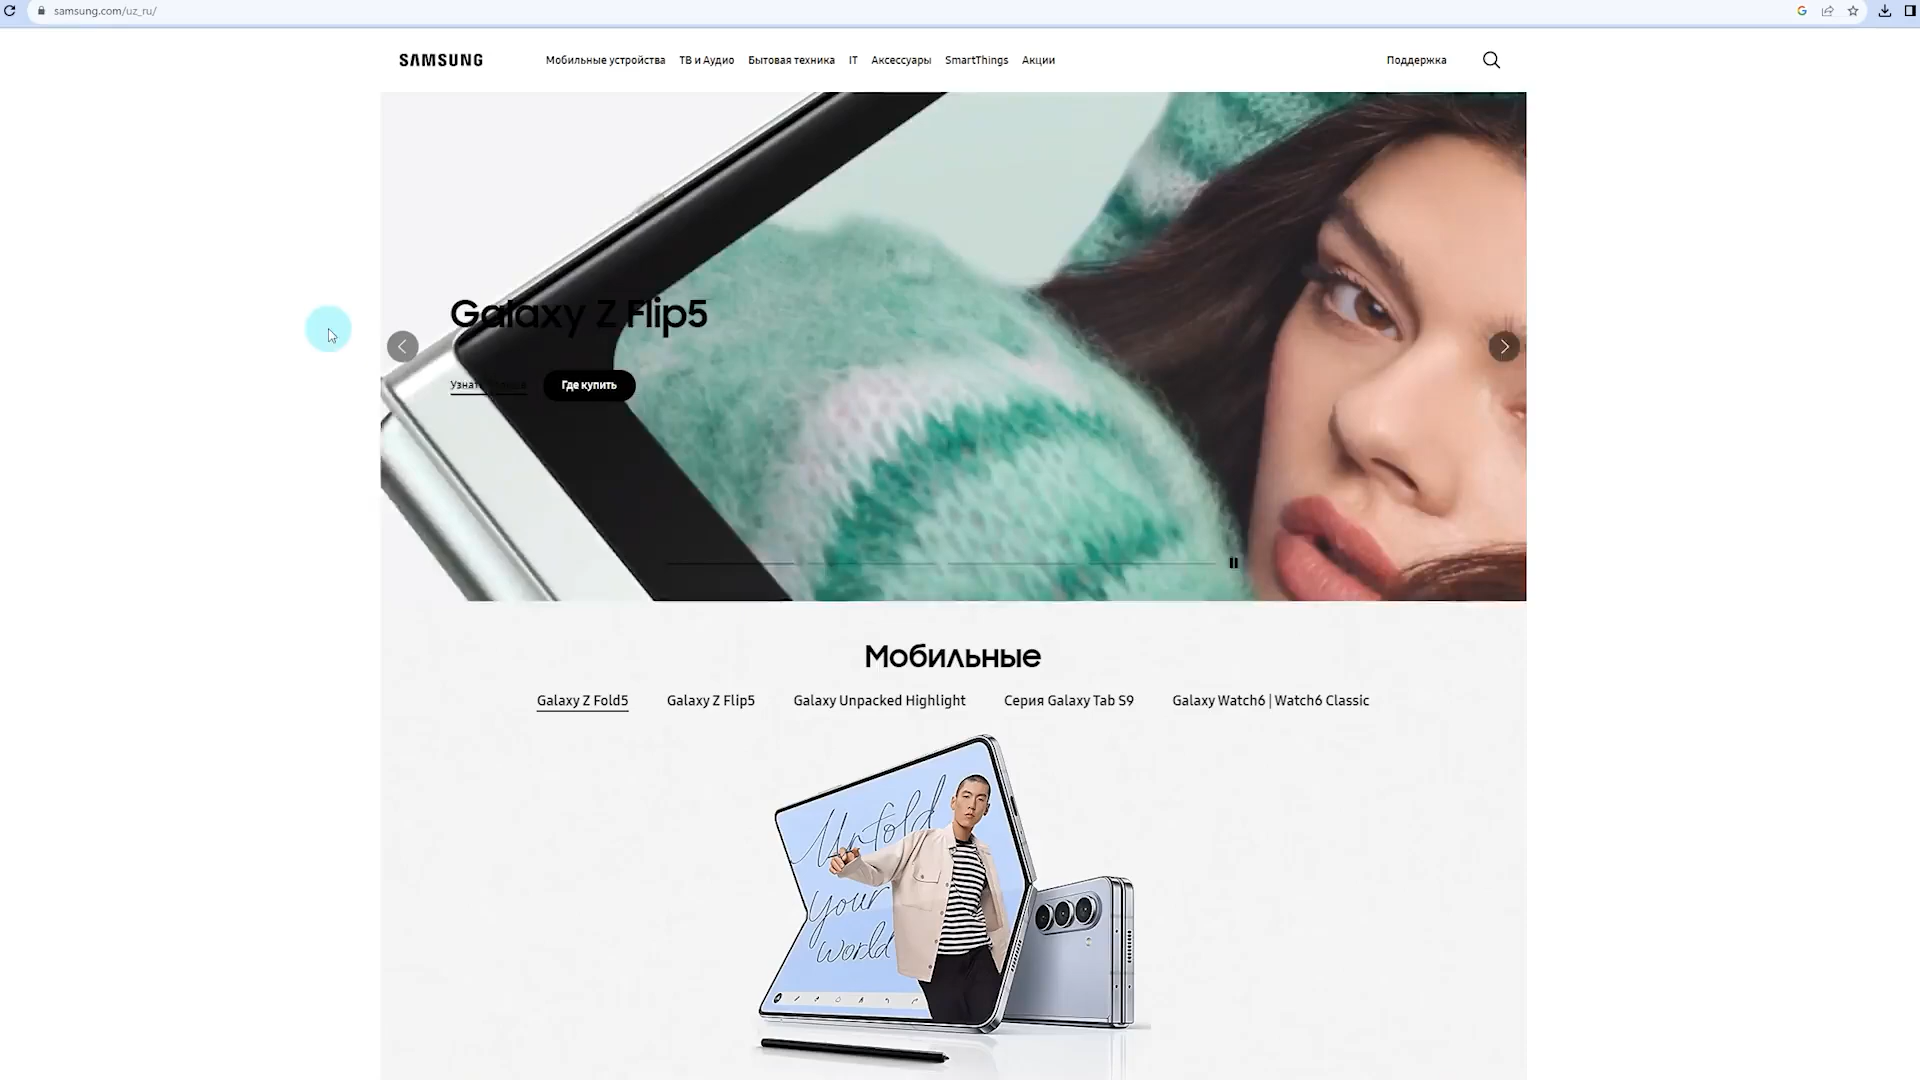 samsung.com/uz_ru/
SAMSUNG
Мобильные устройства ТВ и Аудио Бытовая техника IT Аксессуары SmartThings Акции
Поддержка
Galaxy Z Flip5
Узнать
Где купить
Мобильные
Galaxy Z Fold5 Galaxy Z Flip5 Galaxy Unpacked Highlight Серия Galaxy Tab S9 Galaxy Watch6 | Watch6 Classic
Unfold
your
world